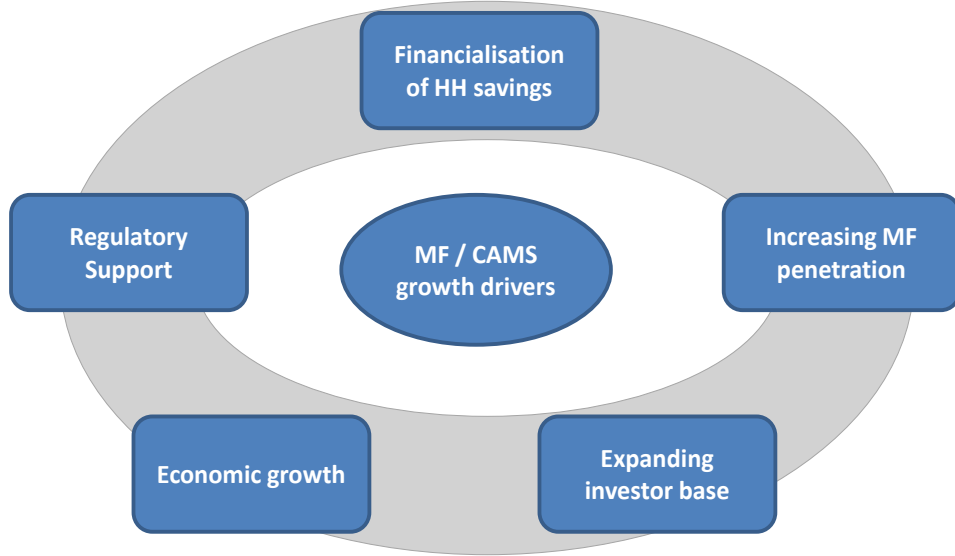 Financialisation
of HH savings
Regulatory
Support
MF / CAMS
growth drivers
Increasing MF
penetration
Economic growth
Expanding
investor base